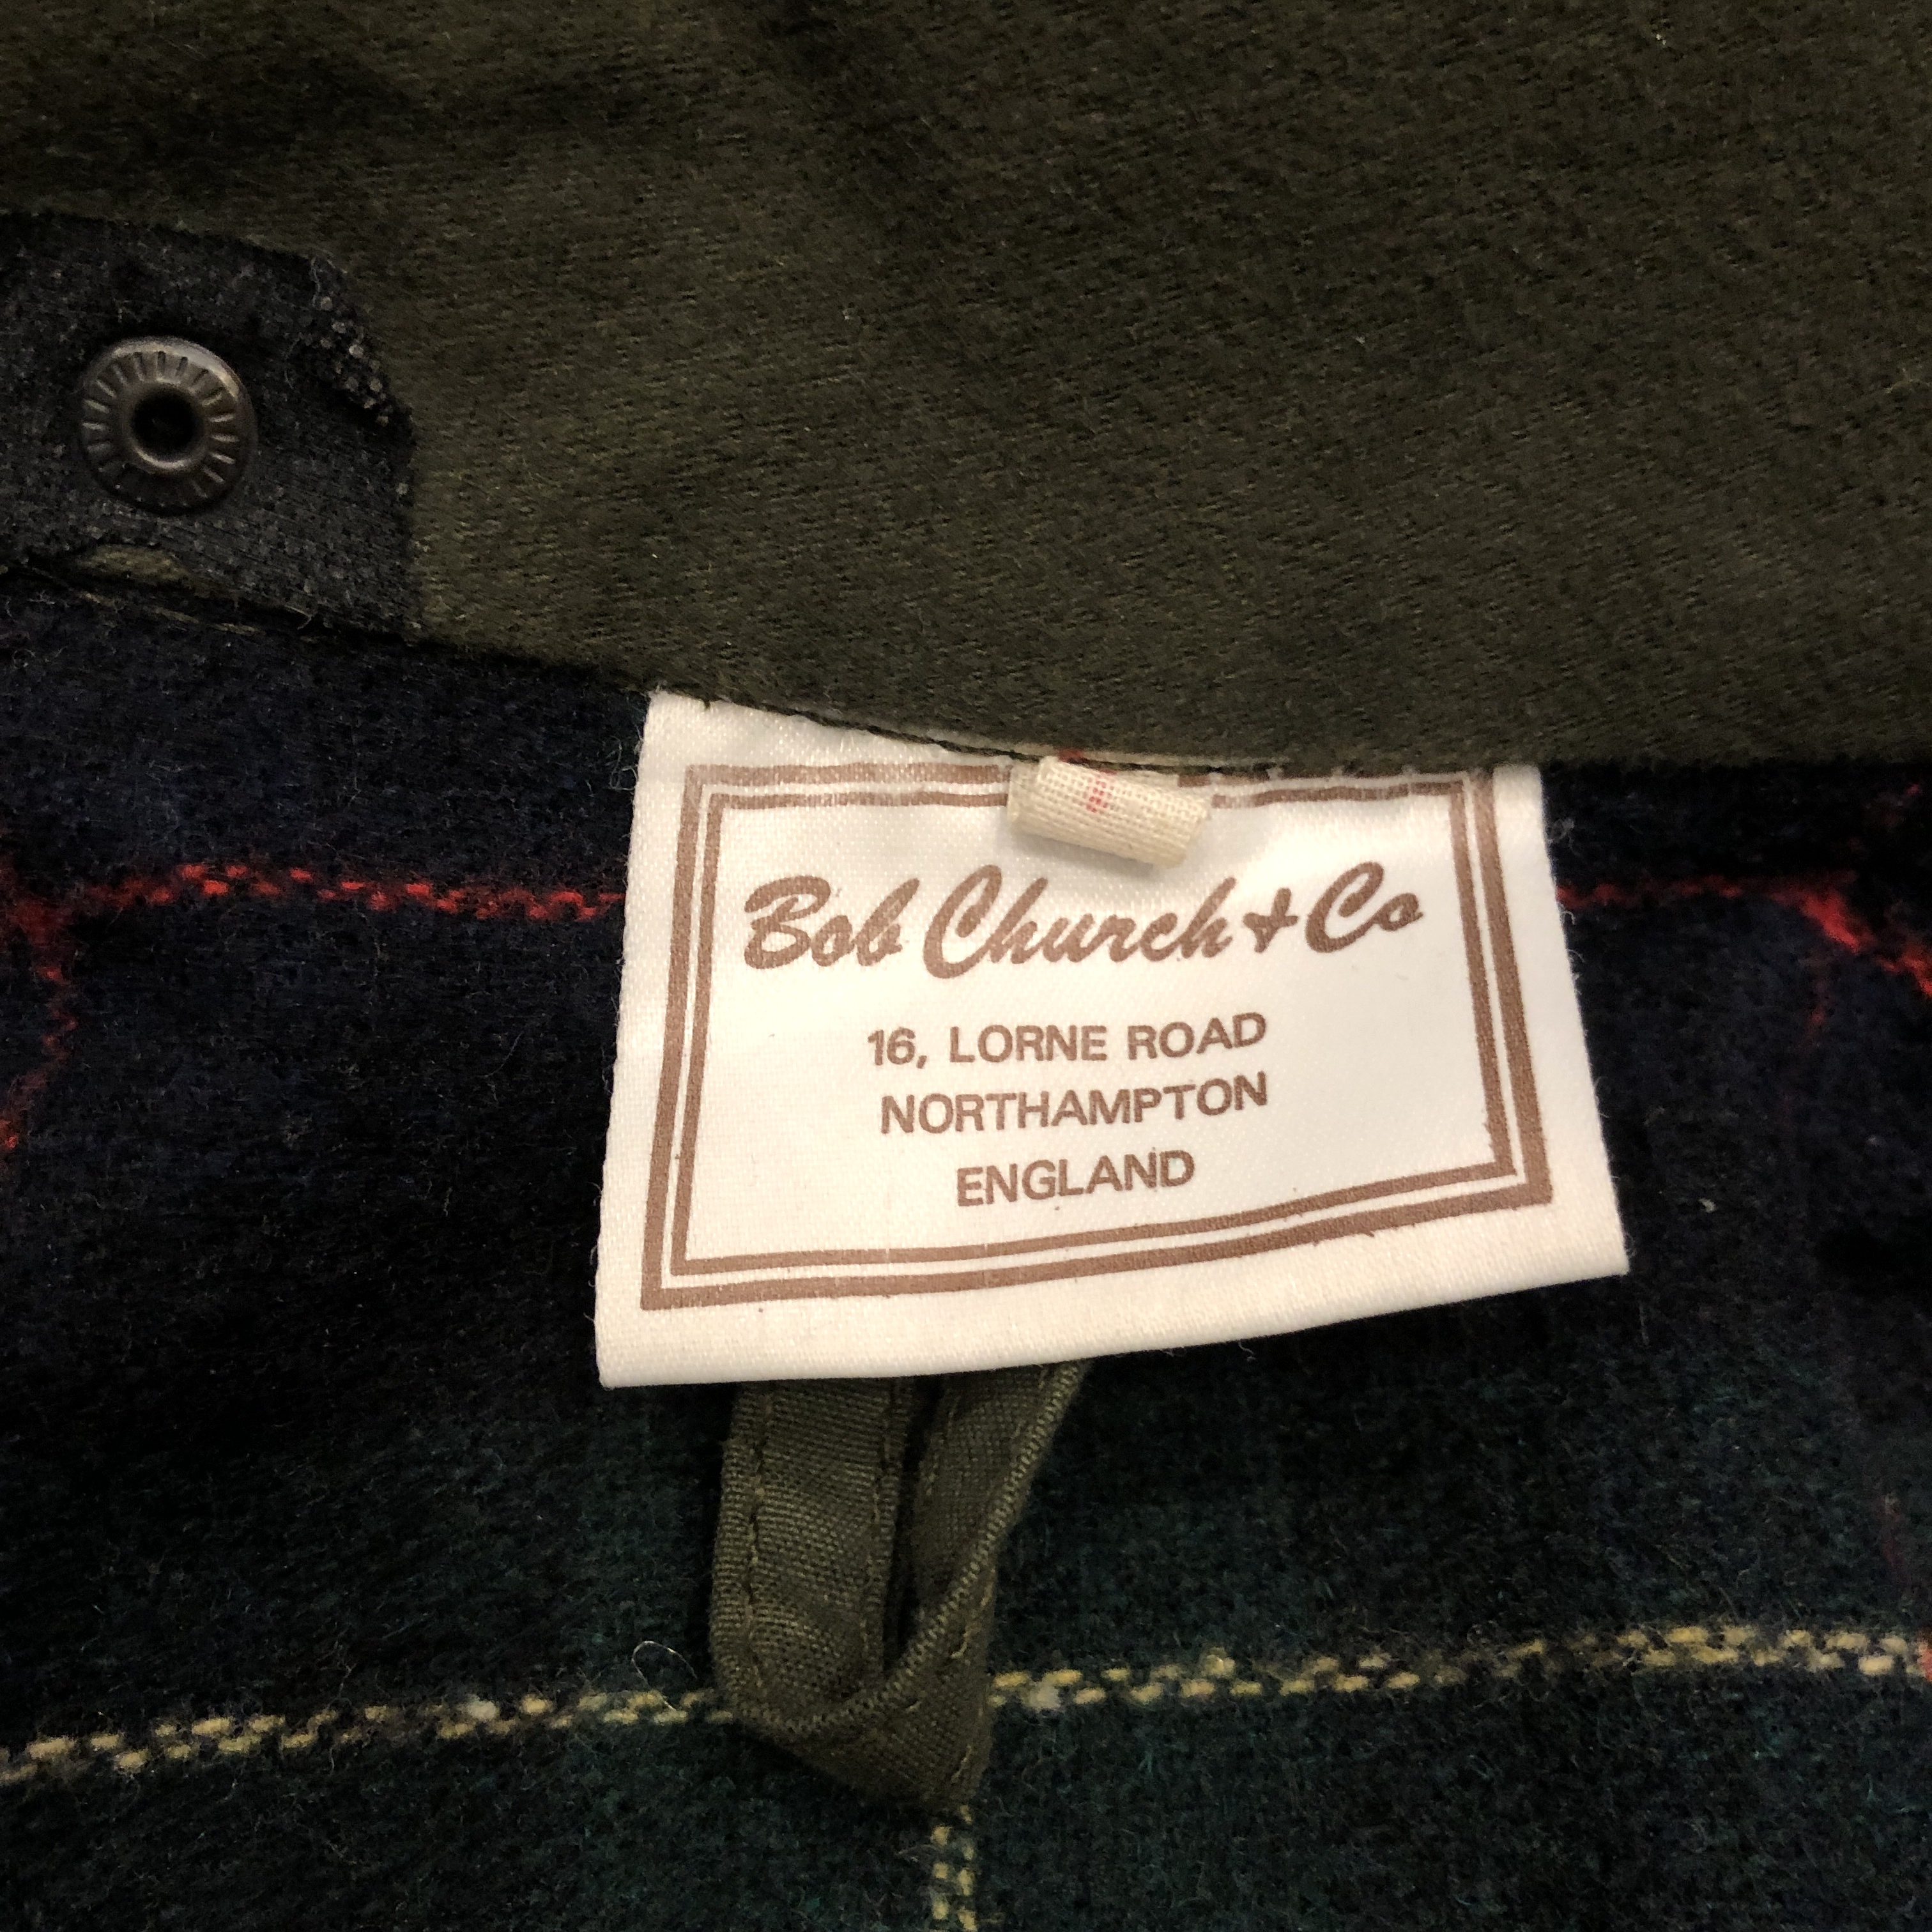 Bob Church & Co
16, LORNE ROAD
NORTHAMPTON
ENGLAND